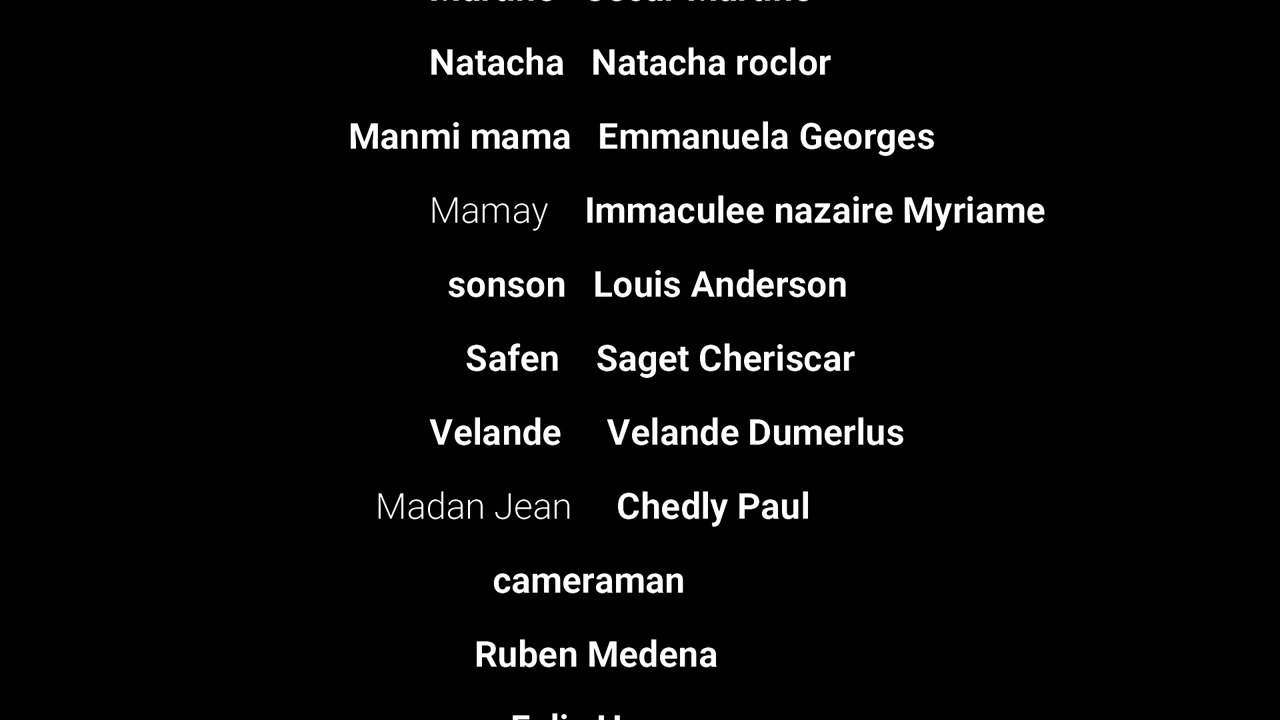 Natacha Natacha roclor
Manmi mama Emmanuela Georges
Mamay Immaculee nazaire Myriame
sonson Louis Anderson
Safen Saget Cheriscar
Velande Velande Dumerlus
Madan Jean Chedly Paul
cameraman
Ruben Medena